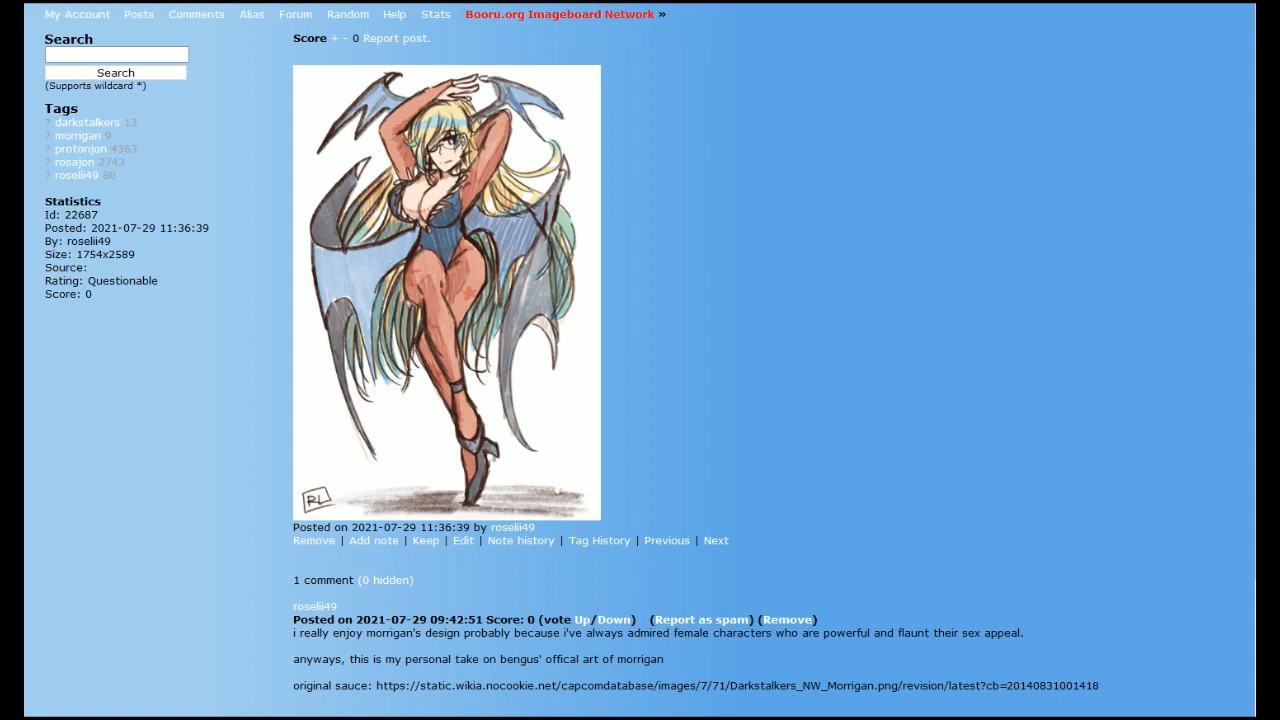 My Account Posts Comments Alias Forum Random Help Stats Booru.org Imageboard Network »
Search
Search
(Supports wildcard *)
Tags
? darkstalkers 13
? morrigan 9
? protonjon 4363
? rosajon 2743
? roselii49 80
Statistics
Id: 22687
Posted: 2021-07-29 11:36:39
By: roselii49
Size: 1754x2589
Source:
Rating: Questionable
Score: 0
Score + - 0 Report post.
RL
Posted on 2021-07-29 11:36:39 by roselii49
Remove | Add note | Keep | Edit | Note history | Tag History | Previous | Next
1 comment (0 hidden)
roselii49
Posted on 2021-07-29 09:42:51 Score: 0 (vote Up/Down) (Report as spam) (Remove)
i really enjoy morrigan's design probably because i've always admired female characters who are powerful and flaunt their sex appeal.
anyways, this is my personal take on bengus' offical art of morrigan
original sauce: https://static.wikia.nocookie.net/capcomdatabase/images/7/71/Darkstalkers_NW_Morrigan.png/revision/latest?cb=20140831001418